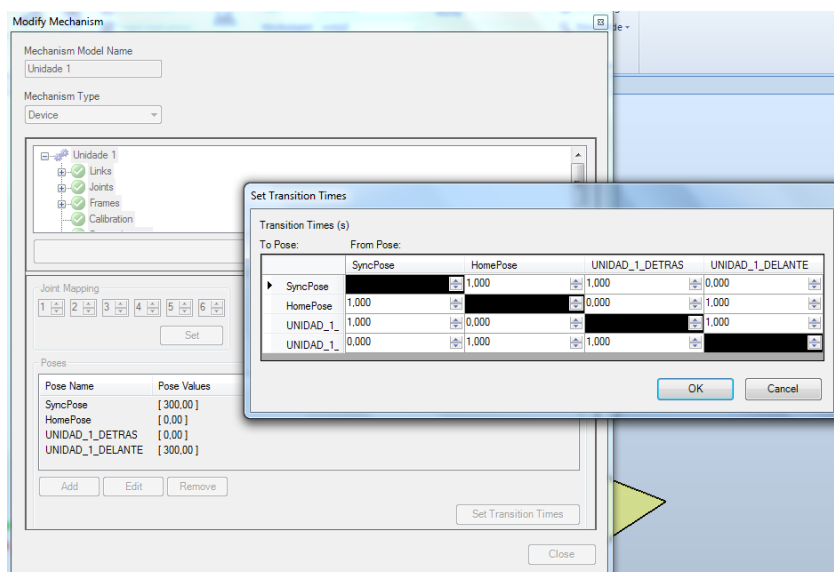 Modify Mechanism
de
Mechanism Model Name
Unidade 1
Mechanism Type
Device
Unidade 1
Links
Joints
Frames
Calibration
Joint Mapping
1 2 3 4 5 6
Set
Poses
Pose Name Pose Values
SyncPose [ 300,00 ]
HomePose [ 0,00 ]
UNIDAD_1_DETRAS [ 0,00 ]
UNIDAD_1_DELANTE [ 300,00 ]
Add Edit Remove
Set Transition Times
Close
Set Transition Times
Transition Times (s)
To Pose: From Pose:
SyncPose HomePose UNIDAD_1_DETRAS UNIDAD_1_DELANTE
SyncPose 1,000 1,000 0,000
HomePose 1,000 0,000 1,000
UNIDAD_1_ 1,000 0,000 1,000
UNIDAD_1_ 0,000 1,000 1,000
OK Cancel